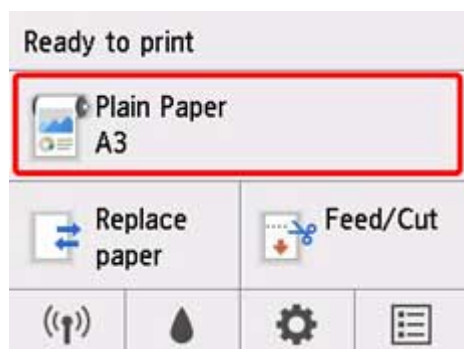 Ready to print
Plain Paper
A3
Replace
paper
Feed/Cut